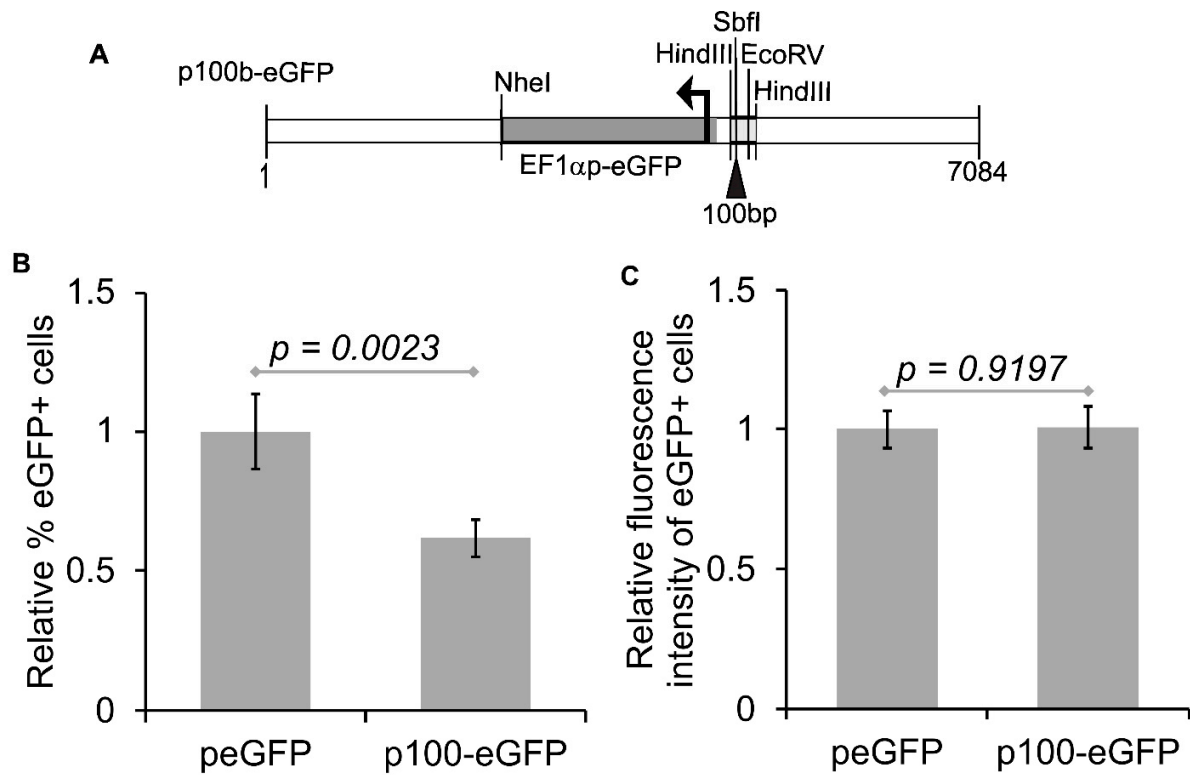 A
p100b-eGFP
SbfI
HindIII EcoRV
NheI
HindIII
EF1αp-eGFP
1
7084
100bp
B
Relative % eGFP+ cells
1.5
1
0.5
0
p = 0.0023
peGFP
p100-eGFP
C
Relative fluorescence
intensity of eGFP+ cells
1.5
1
0.5
0
p = 0.9197
peGFP
p100-eGFP